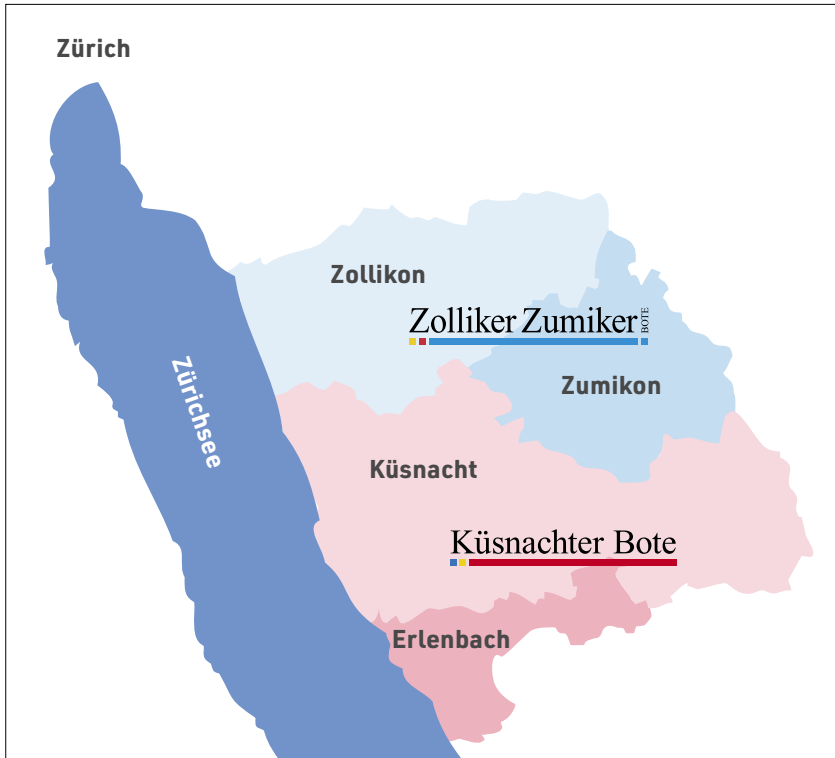 Zürich
Zollikon
Zolliker Zumiker BOTE
Zürichsee
Zumikon
Küsnacht
Küsnachter Bote
Erlenbach